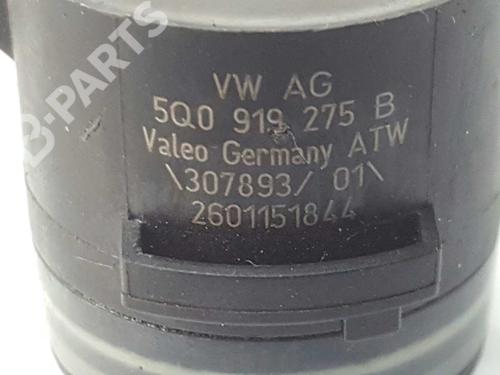 B-PARTS
VW AG
5Q0 919 275 B
Valeo Germany ATW
\307893/ 01\
2601151844